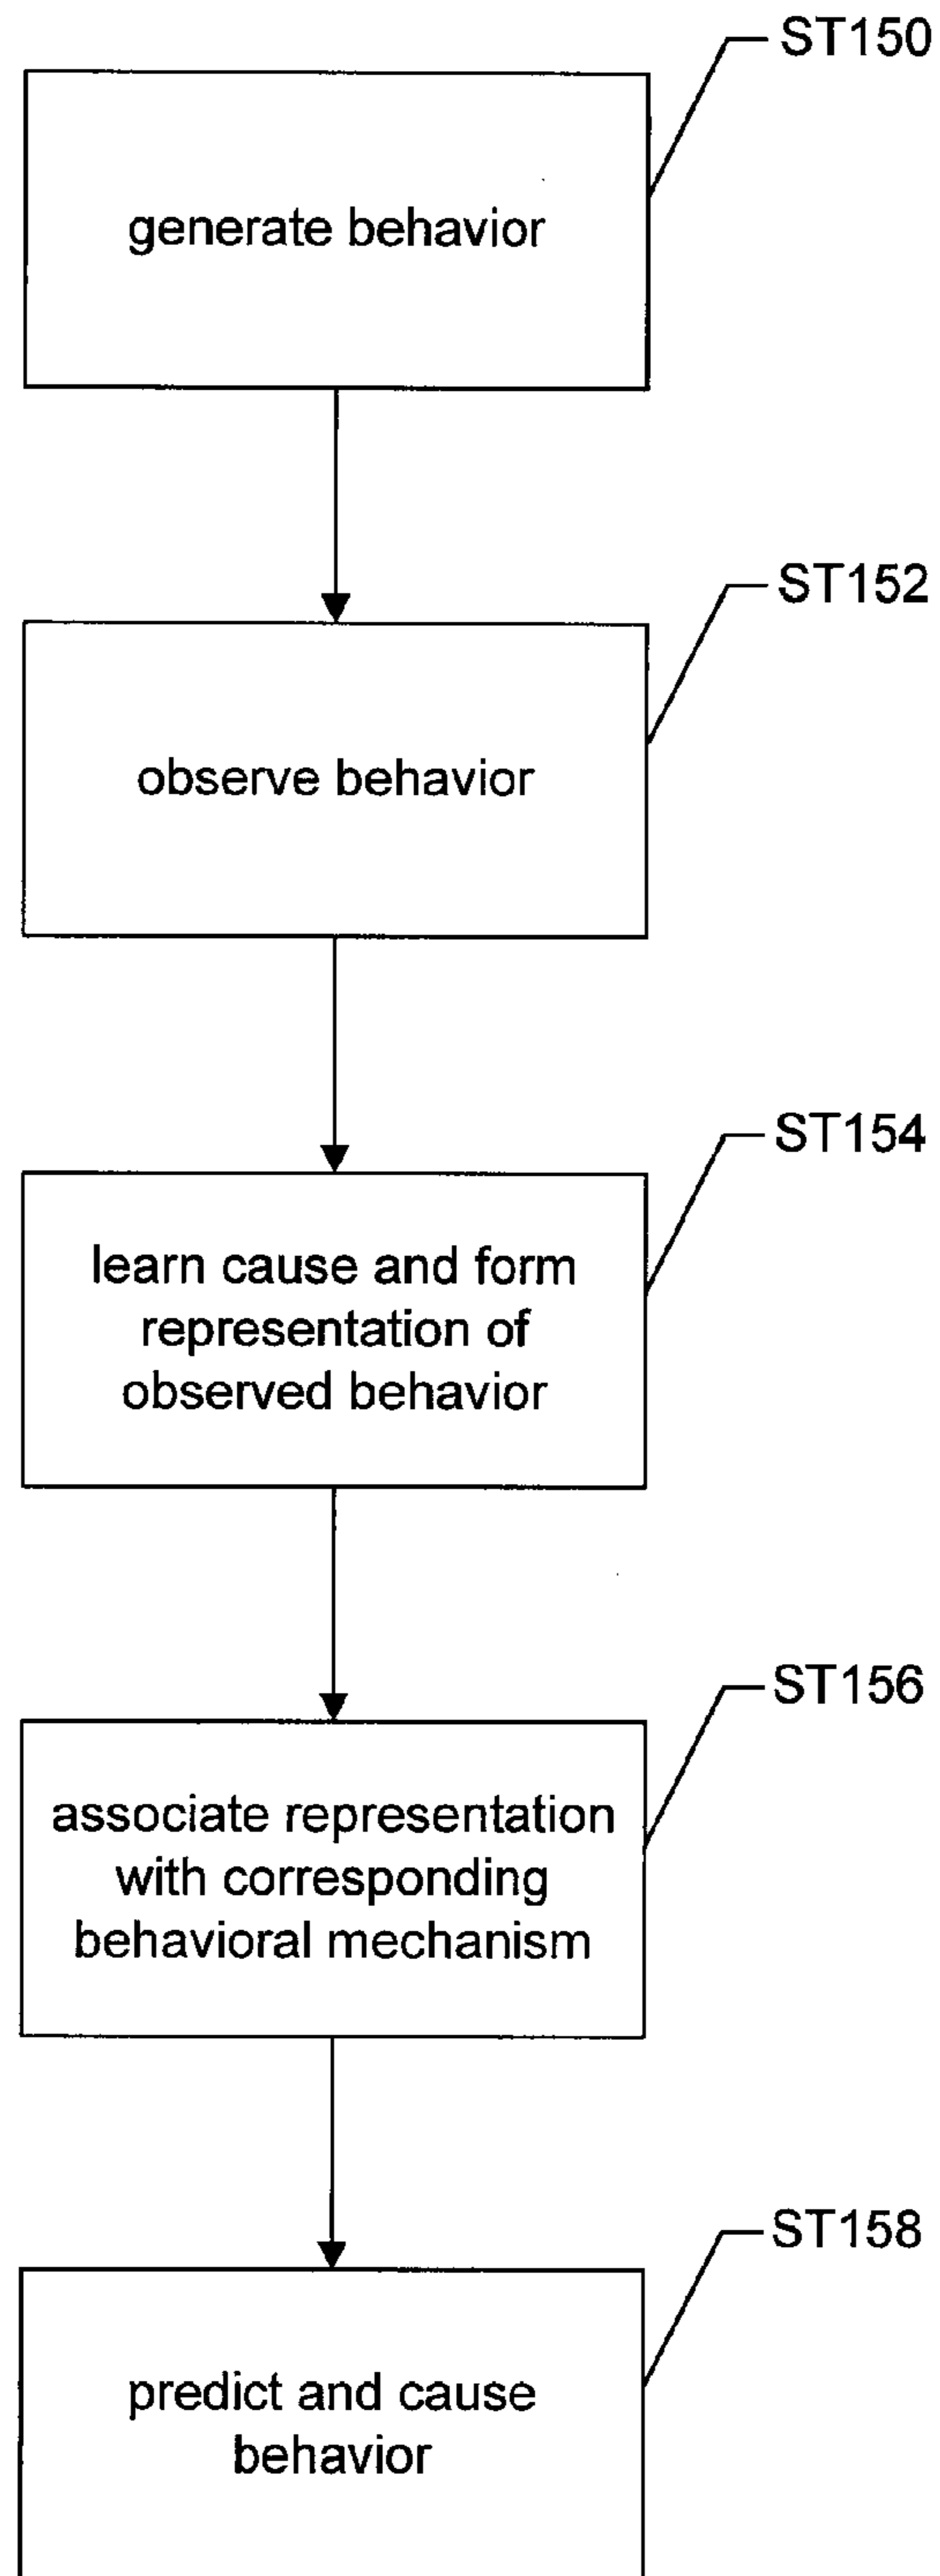 ST150
generate behavior
ST152
observe behavior
ST154
learn cause and form
representation of
observed behavior
ST156
associate representation
with corresponding
behavioral mechanism
ST158
predict and cause
behavior